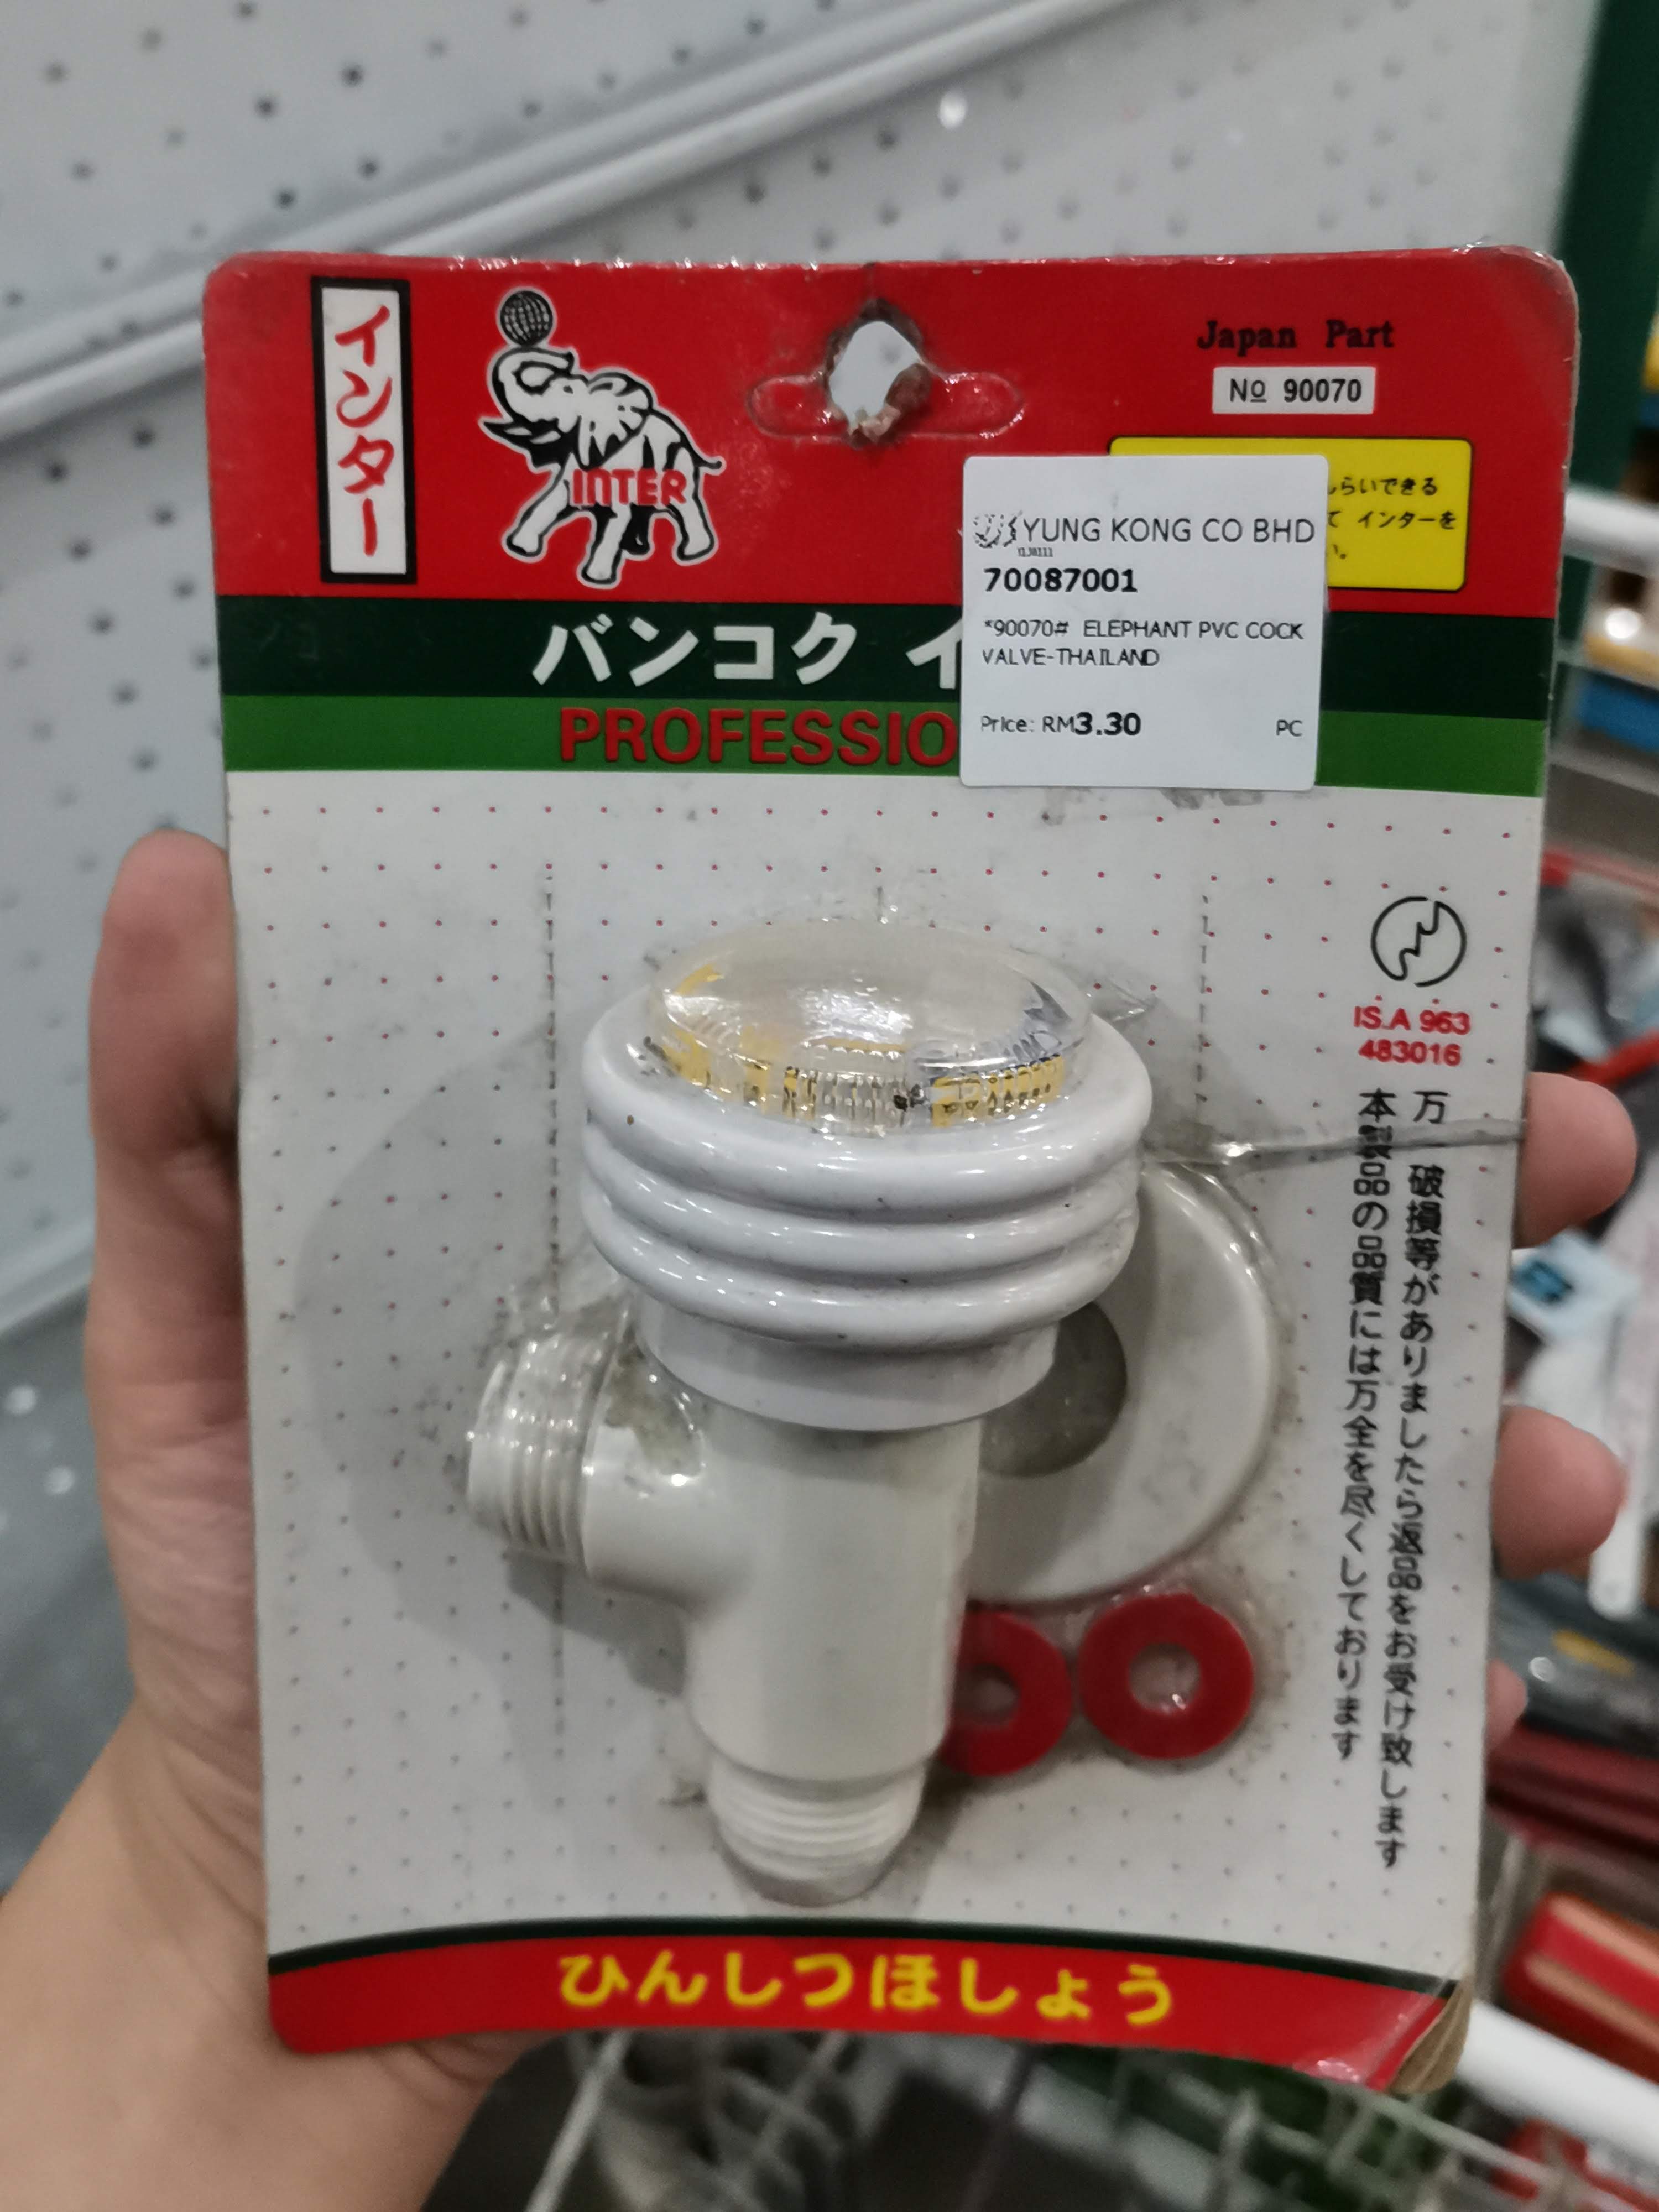 インター
INTER
Japan Part
No 90070
らいできる
て インターを
い。
YUNG KONG CO BHD
70087001
*90070# ELEPHANT PVC COCK
VALVE-THAILAND
Price: RM3.30 PC
バンコク イ
PROFESSIO
IS.A 963
483016
万一破損等がありましたら返品をお受け致します
本製品の品質には万全を尽くしております
ひんしつほしょう